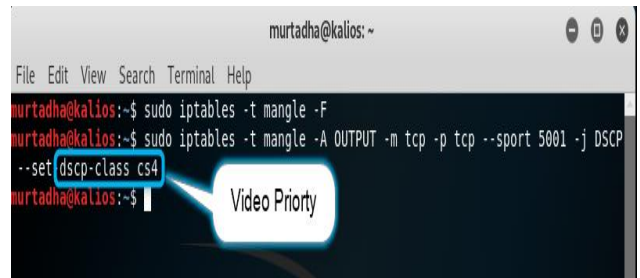 murtadha@kalios: ~
File Edit View Search Terminal Help
murtadha@kalios:~$ sudo iptables -t mangle -F
murtadha@kalios:~$ sudo iptables -t mangle -A OUTPUT -m tcp -p tcp --sport 5001 -j DSCP
--set dscp-class cs4
murtadha@kalios:~$
Video Priorty